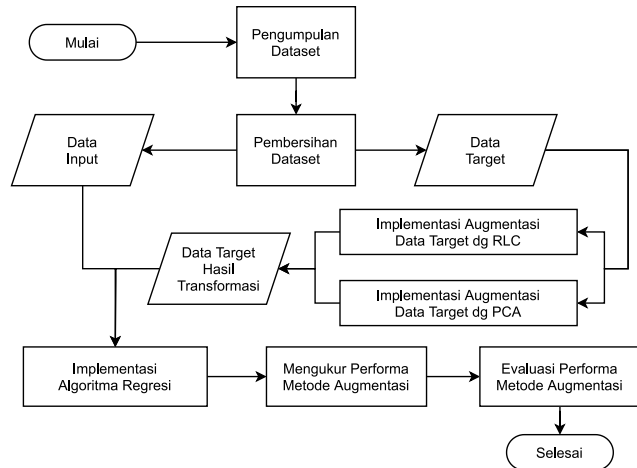 Mulai
Pengumpulan
Dataset
Data
Input
Pembersihan
Dataset
Data
Target
Implementasi Augmentasi
Data Target dg RLC
Data Target
Hasil
Transformasi
Implementasi Augmentasi
Data Target dg PCA
Implementasi
Algoritma Regresi
Mengukur Performa
Metode Augmentasi
Evaluasi Performa
Metode Augmentasi
Selesai